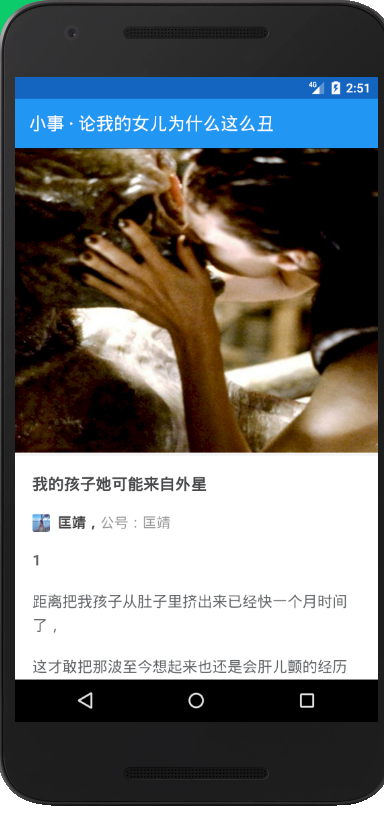 4G 2:51
小事 · 论我的女儿为什么这么丑
我的孩子她可能来自外星
匡靖，公号：匡靖
1
距离把我孩子从肚子里挤出来已经快一个月时间
了，
这才敢把那波至今想起来也还是会肝儿颤的经历